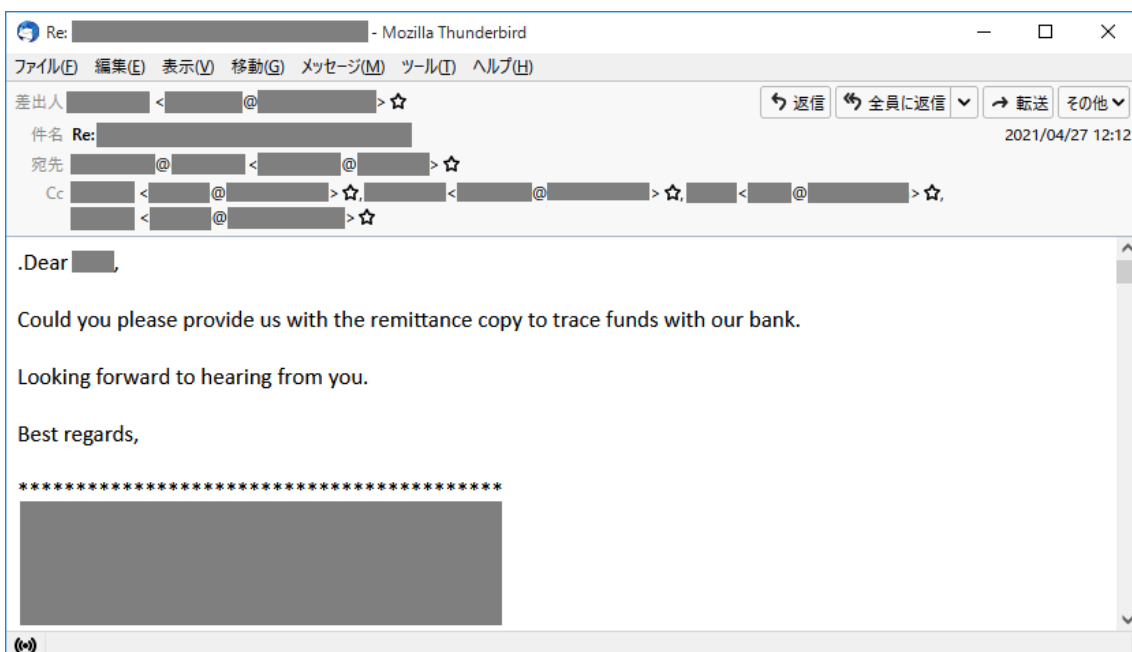 Re: - Mozilla Thunderbird
ファイル(F) 編集(E) 表示(V) 移動(G) メッセージ(M) ツール(T) ヘルプ(H)
差出人 < @ > ☆ 返信 全員に返信 転送 その他
件名 Re: 2021/04/27 12:12
宛先 @ < @ > ☆
Cc < @ > ☆, < @ > ☆, < @ > ☆,
< @ > ☆
.Dear ,
Could you please provide us with the remittance copy to trace funds with our bank.
Looking forward to hearing from you.
Best regards,
******************************************